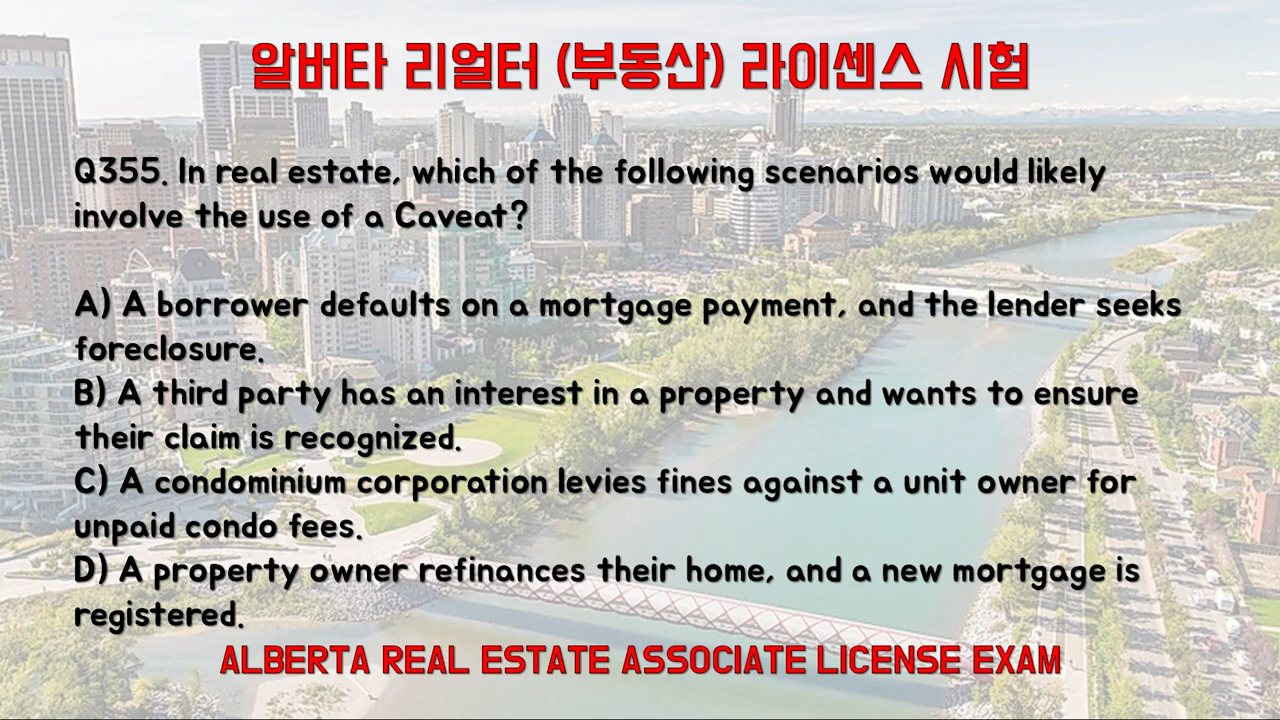 알버타 리얼터 (부동산) 라이센스 시험
Q355. In real estate, which of the following scenarios would likely
involve the use of a Caveat?
A) A borrower defaults on a mortgage payment, and the lender seeks
foreclosure.
B) A third party has an interest in a property and wants to ensure
their claim is recognized.
C) A condominium corporation levies fines against a unit owner for
unpaid condo fees.
D) A property owner refinances their home, and a new mortgage is
registered.
ALBERTA REAL ESTATE ASSOCIATE LICENSE EXAM